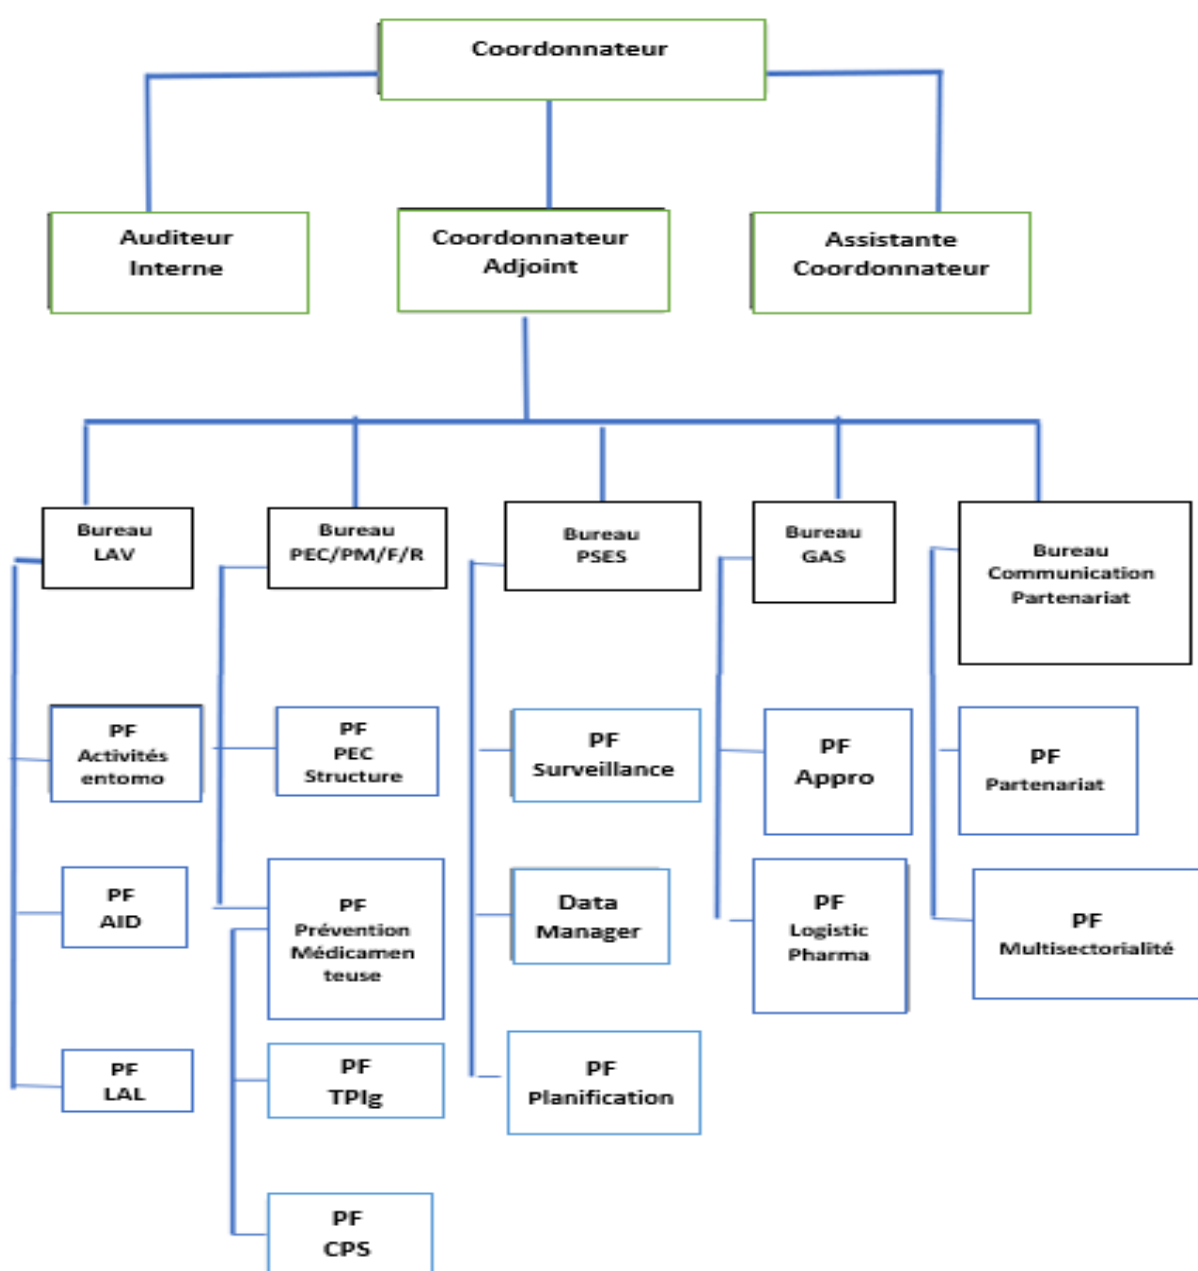 Coordonnateur
Auditeur
Interne
Coordonnateur
Adjoint
Assistante
Coordonnateur
Bureau
LAV
Bureau
PEC/PM/F/R
Bureau
PSES
Bureau
GAS
Bureau
Communication
Partenariat
PF
Activités
entomo
PF
PEC
Structure
PF
Surveillance
PF
Appro
PF
Partenariat
PF
AID
PF
Prévention
Médicamen
teuse
Data
Manager
PF
Logistic
Pharma
PF
Multisectorialité
PF
LAL
PF
TPIg
PF
Planification
PF
CPS